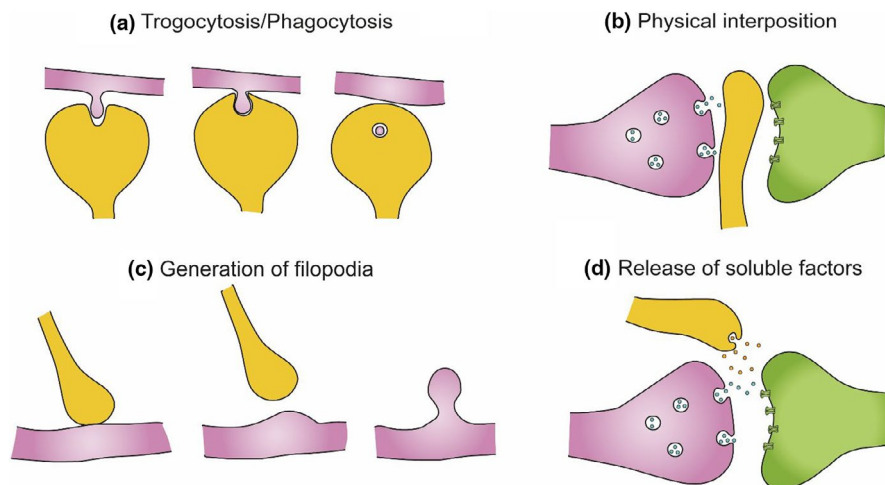 (a) Trogocytosis/Phagocytosis
(b) Physical interposition
(c) Generation of filopodia
(d) Release of soluble factors